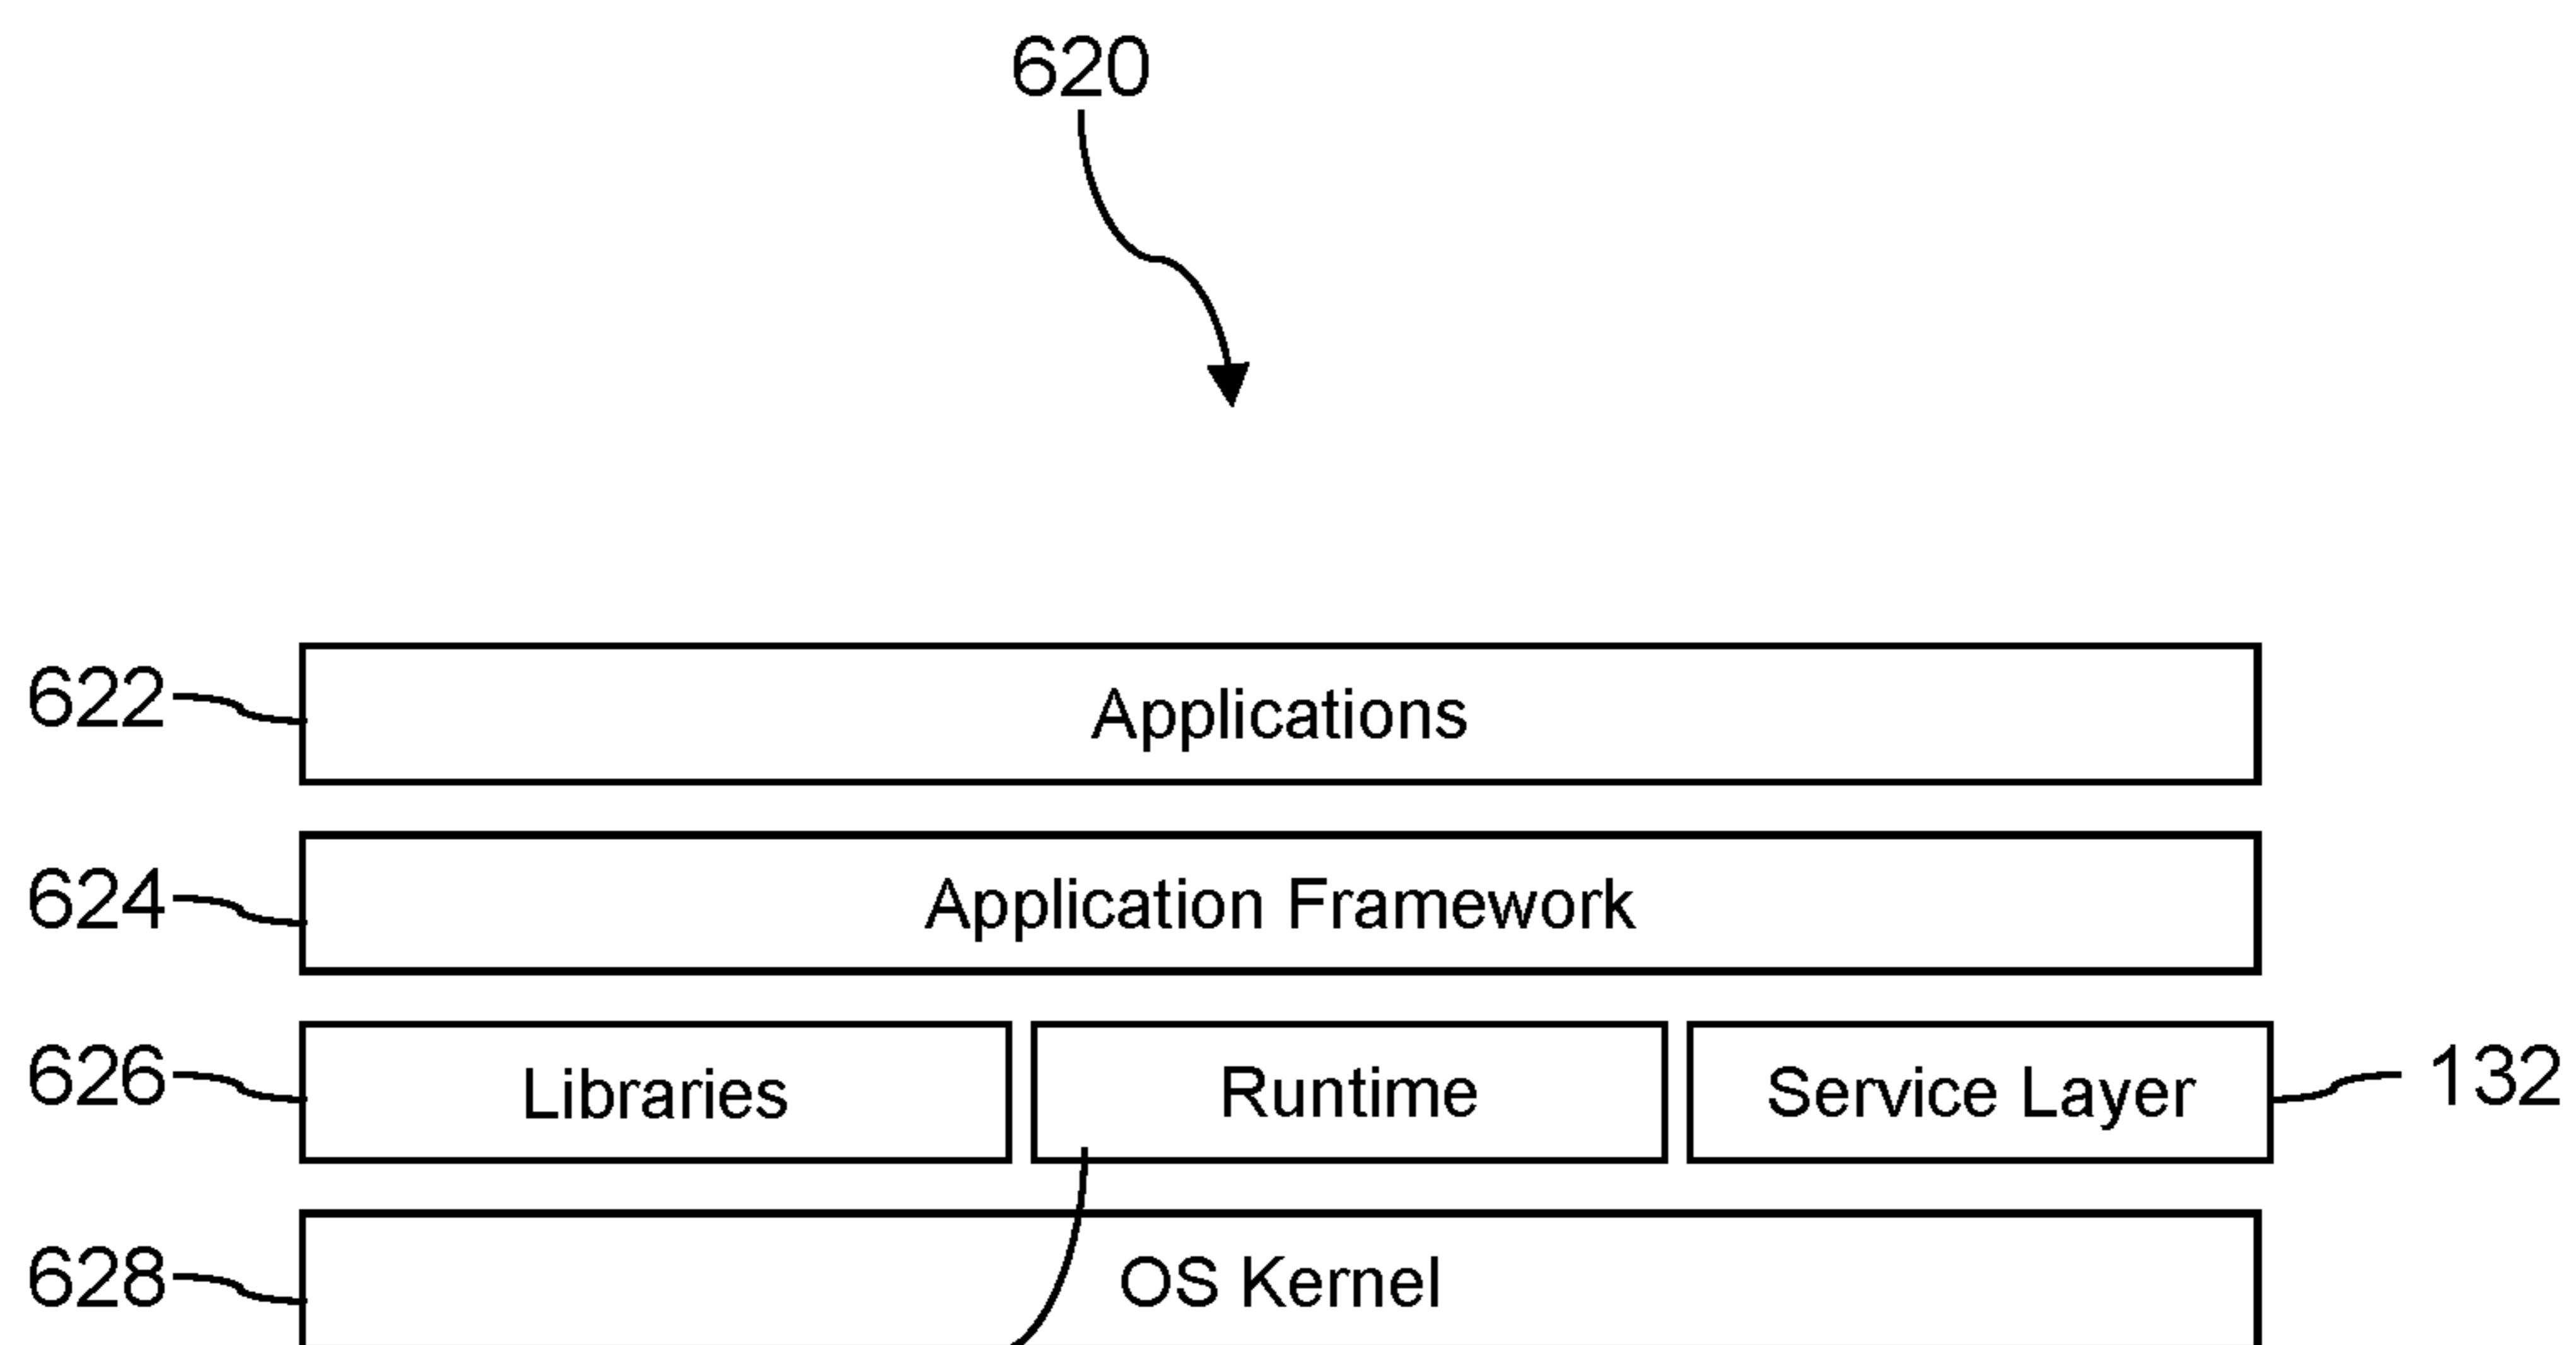 620
622 Applications
624 Application Framework
626 Libraries Runtime Service Layer 132
628 OS Kernel